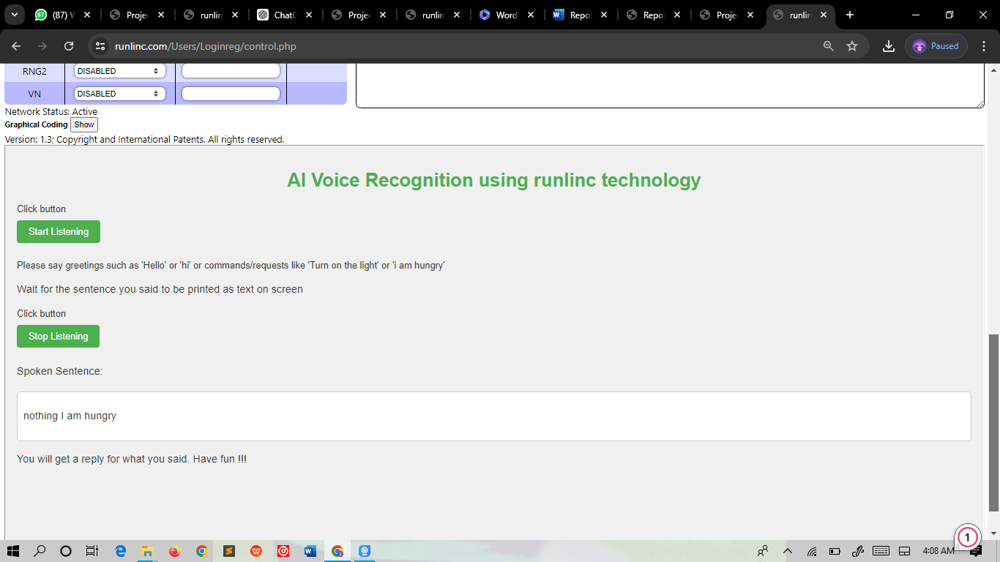 (87) W
Proje
runlin
ChatG
Proje
runlin
Word
Repo
Repo
Proje
runlin
runlinc.com/Users/Loginreg/control.php
Paused
RNG2 DISABLED
VN DISABLED
Network Status: Active
Graphical Coding Show
Version: 1.3; Copyright and International Patents. All rights reserved.
AI Voice Recognition using runlinc technology
Click button
Start Listening
Please say greetings such as 'Hello' or 'hi' or commands/requests like 'Turn on the light' or 'i am hungry'
Wait for the sentence you said to be printed as text on screen
Click button
Stop Listening
Spoken Sentence:
nothing I am hungry
You will get a reply for what you said. Have fun !!!
1
4:08 AM